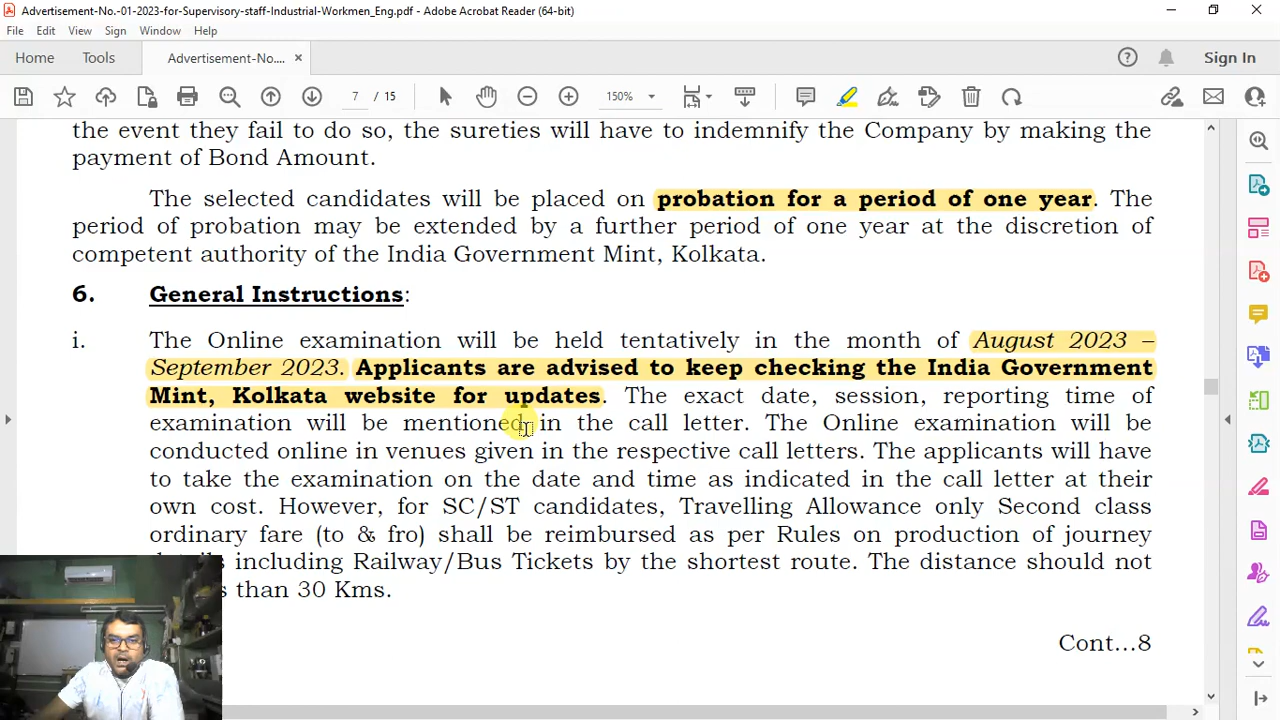 Advertisement-No.-01-2023-for-Supervisory-staff-Industrial-Workmen_Eng.pdf - Adobe Acrobat Reader (64-bit)
File Edit View Sign Window Help
Home Tools Advertisement-No.... × Sign In
7 / 15 150%
the event they fail to do so, the sureties will have to indemnify the Company by making the
payment of Bond Amount.
The selected candidates will be placed on probation for a period of one year. The
period of probation may be extended by a further period of one year at the discretion of
competent authority of the India Government Mint, Kolkata.
6. General Instructions:
i. The Online examination will be held tentatively in the month of August 2023 –
September 2023. Applicants are advised to keep checking the India Government
Mint, Kolkata website for updates. The exact date, session, reporting time of
examination will be mentioned in the call letter. The Online examination will be
conducted online in venues given in the respective call letters. The applicants will have
to take the examination on the date and time as indicated in the call letter at their
own cost. However, for SC/ST candidates, Travelling Allowance only Second class
ordinary fare (to & fro) shall be reimbursed as per Rules on production of journey
including Railway/Bus Tickets by the shortest route. The distance should not
than 30 Kms.
Cont...8